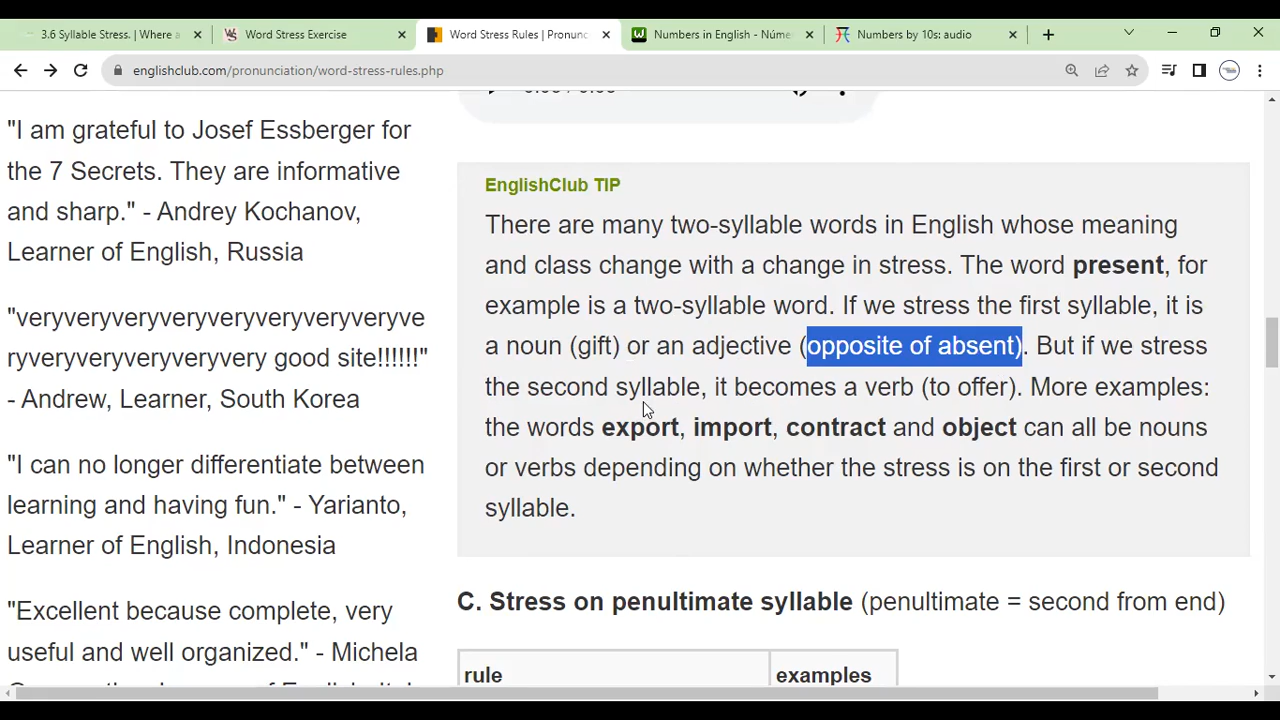 3.6 Syllable Stress. | Where a
Word Stress Exercise
Word Stress Rules | Pronunc
Numbers in English - Núme
Numbers by 10s: audio
englishclub.com/pronunciation/word-stress-rules.php
"I am grateful to Josef Essberger for
the 7 Secrets. They are informative
and sharp." - Andrey Kochanov,
Learner of English, Russia
"veryveryveryveryveryveryveryve
ryveryveryveryvery good site!!!!!!"
- Andrew, Learner, South Korea
"I can no longer differentiate between
learning and having fun." - Yarianto,
Learner of English, Indonesia
"Excellent because complete, very
useful and well organized." - Michela
EnglishClub TIP
There are many two-syllable words in English whose meaning
and class change with a change in stress. The word present, for
example is a two-syllable word. If we stress the first syllable, it is
a noun (gift) or an adjective (opposite of absent). But if we stress
the second syllable, it becomes a verb (to offer). More examples:
the words export, import, contract and object can all be nouns
or verbs depending on whether the stress is on the first or second
syllable.
C. Stress on penultimate syllable (penultimate = second from end)
rule
examples